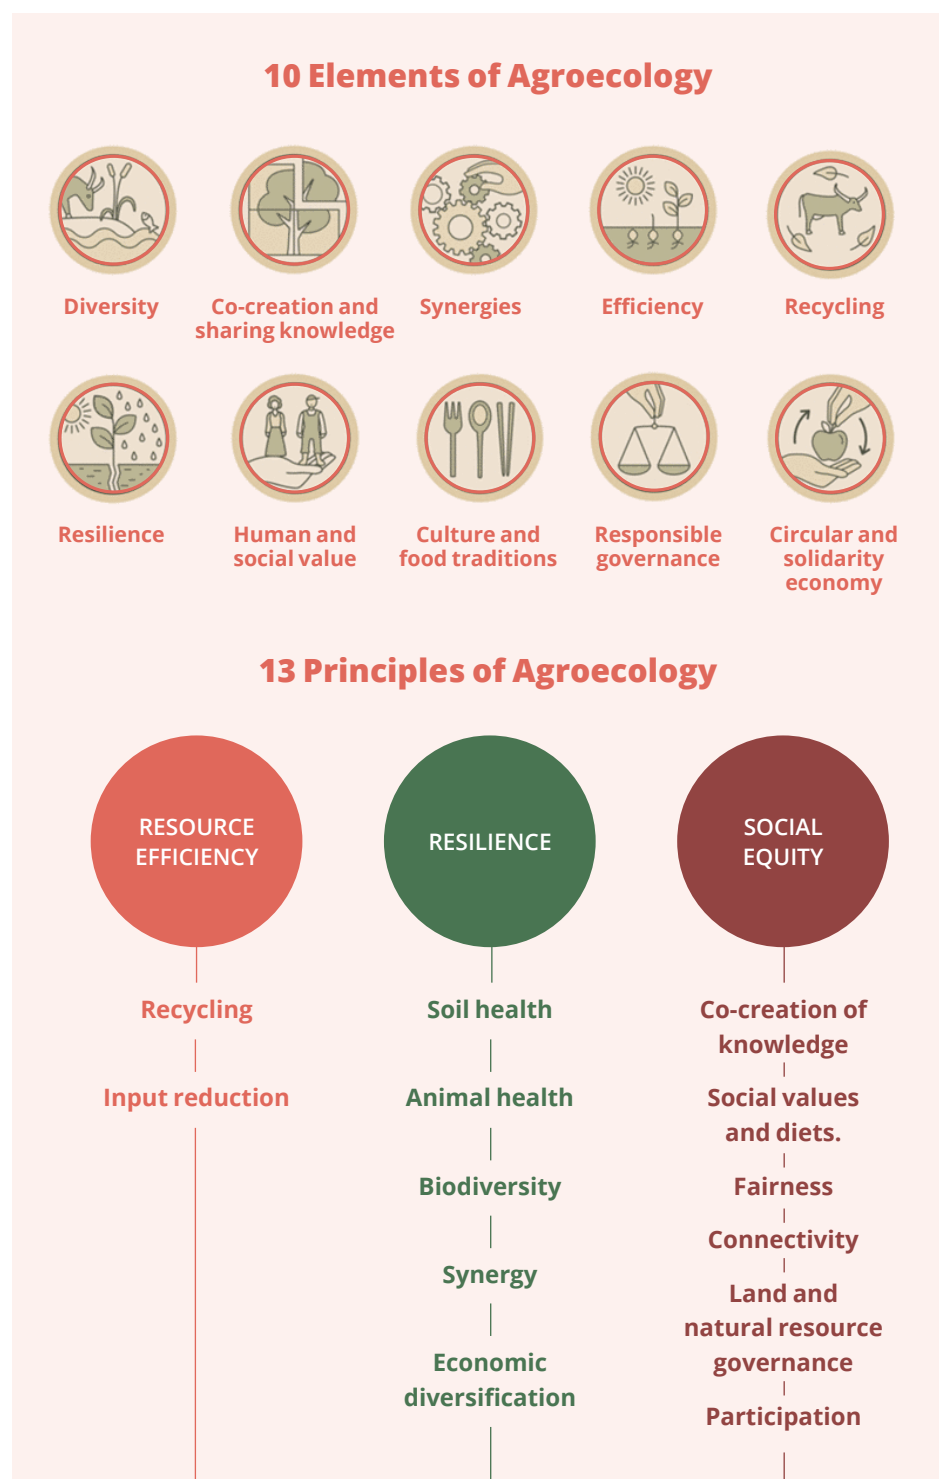 10 Elements of Agroecology
Diversity
Co-creation and
sharing knowledge
Synergies
Efficiency
Recycling
Resilience
Human and
social value
Culture and
food traditions
Responsible
governance
Circular and
solidarity
economy
13 Principles of Agroecology
RESOURCE
EFFICIENCY
Recycling
Input reduction
RESILIENCE
Soil health
Animal health
Biodiversity
Synergy
Economic
diversification
SOCIAL
EQUITY
Co-creation of
knowledge
Social values
and diets.
Fairness
Connectivity
Land and
natural resource
governance
Participation